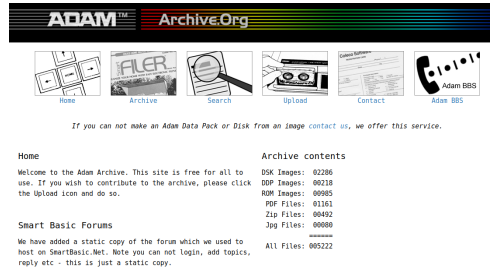 ADAM™ Archive.Org
FILER
Adam BBS
Home Archive Search Upload Contact Adam BBS
If you can not make an Adam Data Pack or Disk from an image contact us, we offer this service.
Home
Welcome to the Adam Archive. This site is free for all to
use. If you wish to contribute to the archive, please click
the Upload icon and do so.
Smart Basic Forums
We have added a static copy of the forum which we used to
host on SmartBasic.Net. Note you can not login, add topics,
reply etc - this is just a static copy.
Archive contents
DSK Images: 02286
DDP Images: 00218
ROM Images: 00985
PDF Files: 01161
Zip Files: 00492
Jpg Files: 00080
======
All Files: 005222